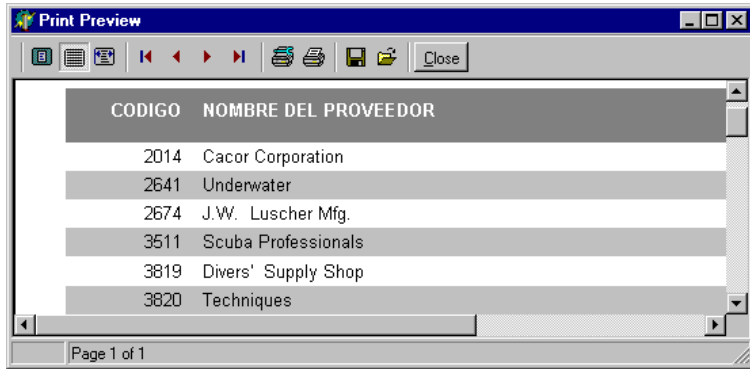 Print Preview
Close
CODIGO NOMBRE DEL PROVEEDOR
2014 Cacor Corporation
2641 Underwater
2674 J.W. Luscher Mfg.
3511 Scuba Professionals
3819 Divers' Supply Shop
3820 Techniques
Page 1 of 1